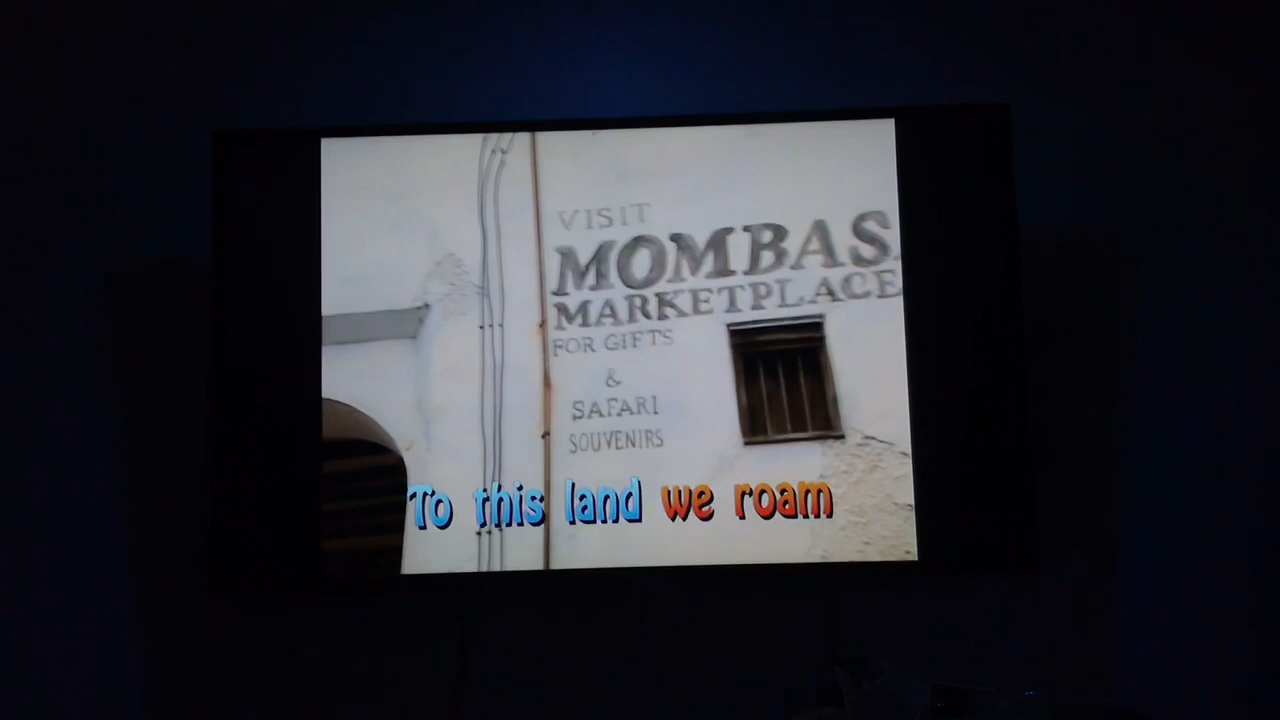 VISIT
MOMBAS
MARKETPLACE
FOR GIFTS
&
SAFARI
SOUVENIRS
To this land we roam